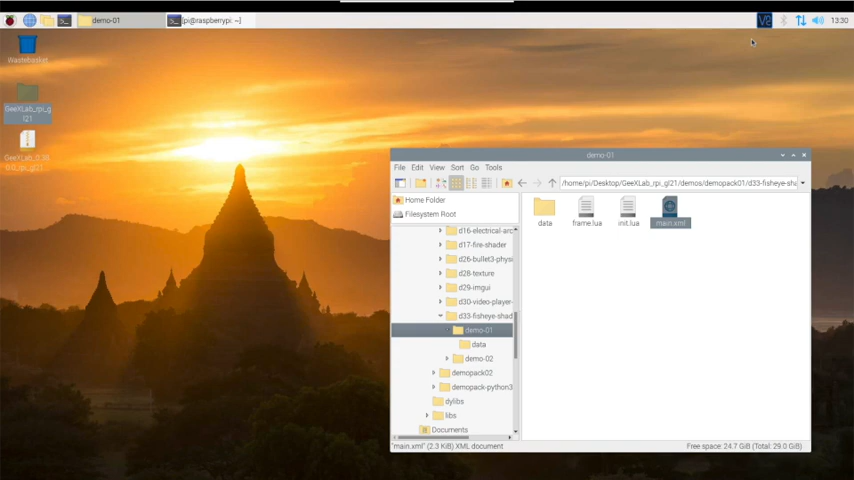 demo-01
[pi@raspberrypi: ~]
V2
13:30
Wastebasket
GeeXLab_rpi_g
l21
demo-01
File Edit View Sort Go Tools
/home/pi/Desktop/GeeXLab_rpi_gl21/demos/demopack01/d33-fisheye-sha
Home Folder
Filesystem Root
d16-electrical-arc
d17-fire-shader
d26-bullet3-physi
d28-texture
d29-imgui
d30-video-player-
d33-fisheye-shad
demo-01
data
demo-02
demopack02
demopack-python3
dylibs
libs
Documents
data
frame.lua
init.lua
main.xml
"main.xml" (2.3 KiB) XML document
Free space: 24.7 GiB (Total: 29.0 GiB)